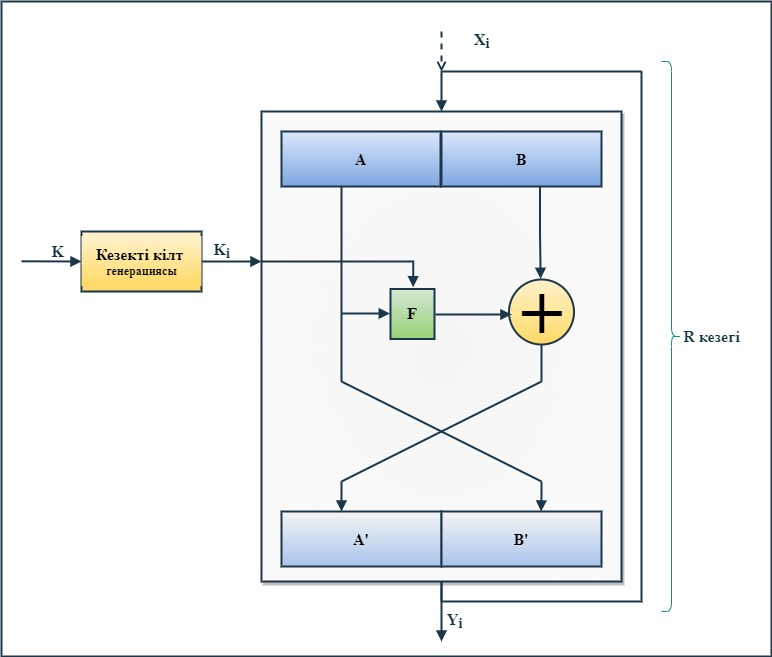 Xi
A
B
K
Кезекті кілт
генерациясы
Ki
F
R кезегі
A'
B'
Yi